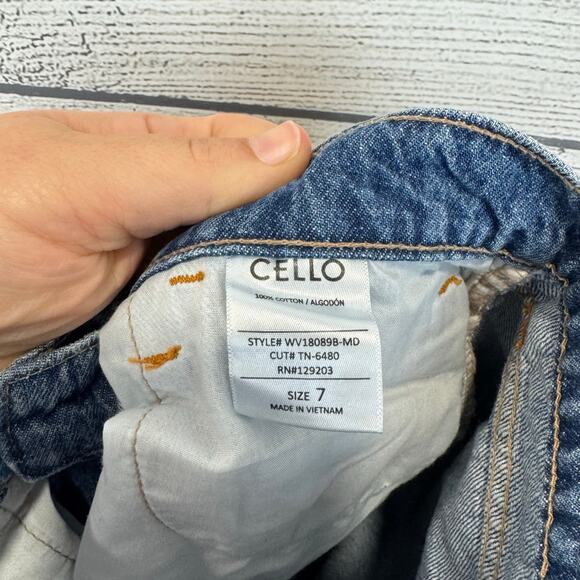 CELLO
100% COTTON / ALGODÓN
STYLE# WV18089B-MD
CUT# TN-6480
RN#129203
SIZE 7
MADE IN VIETNAM